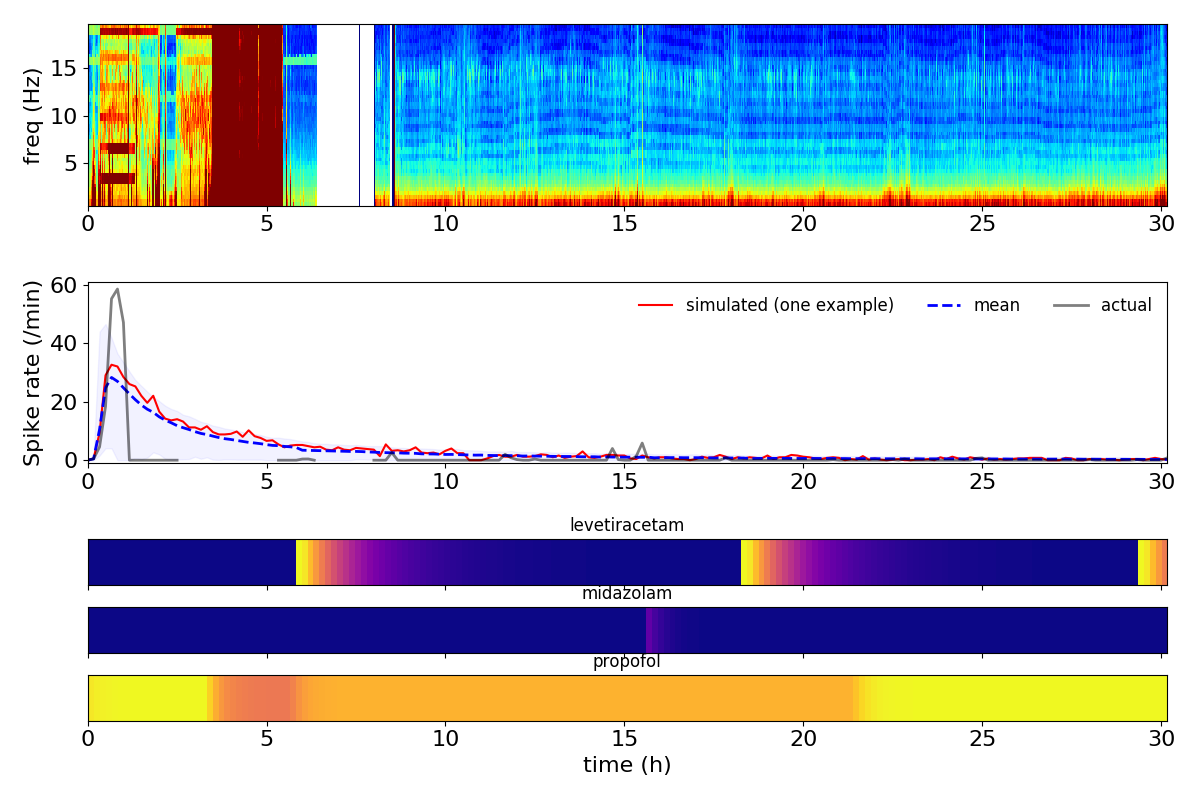 freq (Hz)
15
10
5
0 5 10 15 20 25 30
Spike rate (/min)
60
40
20
0
simulated (one example) mean actual
0 5 10 15 20 25 30
levetiracetam
midazolam
propofol
0 5 10 15 20 25 30
time (h)